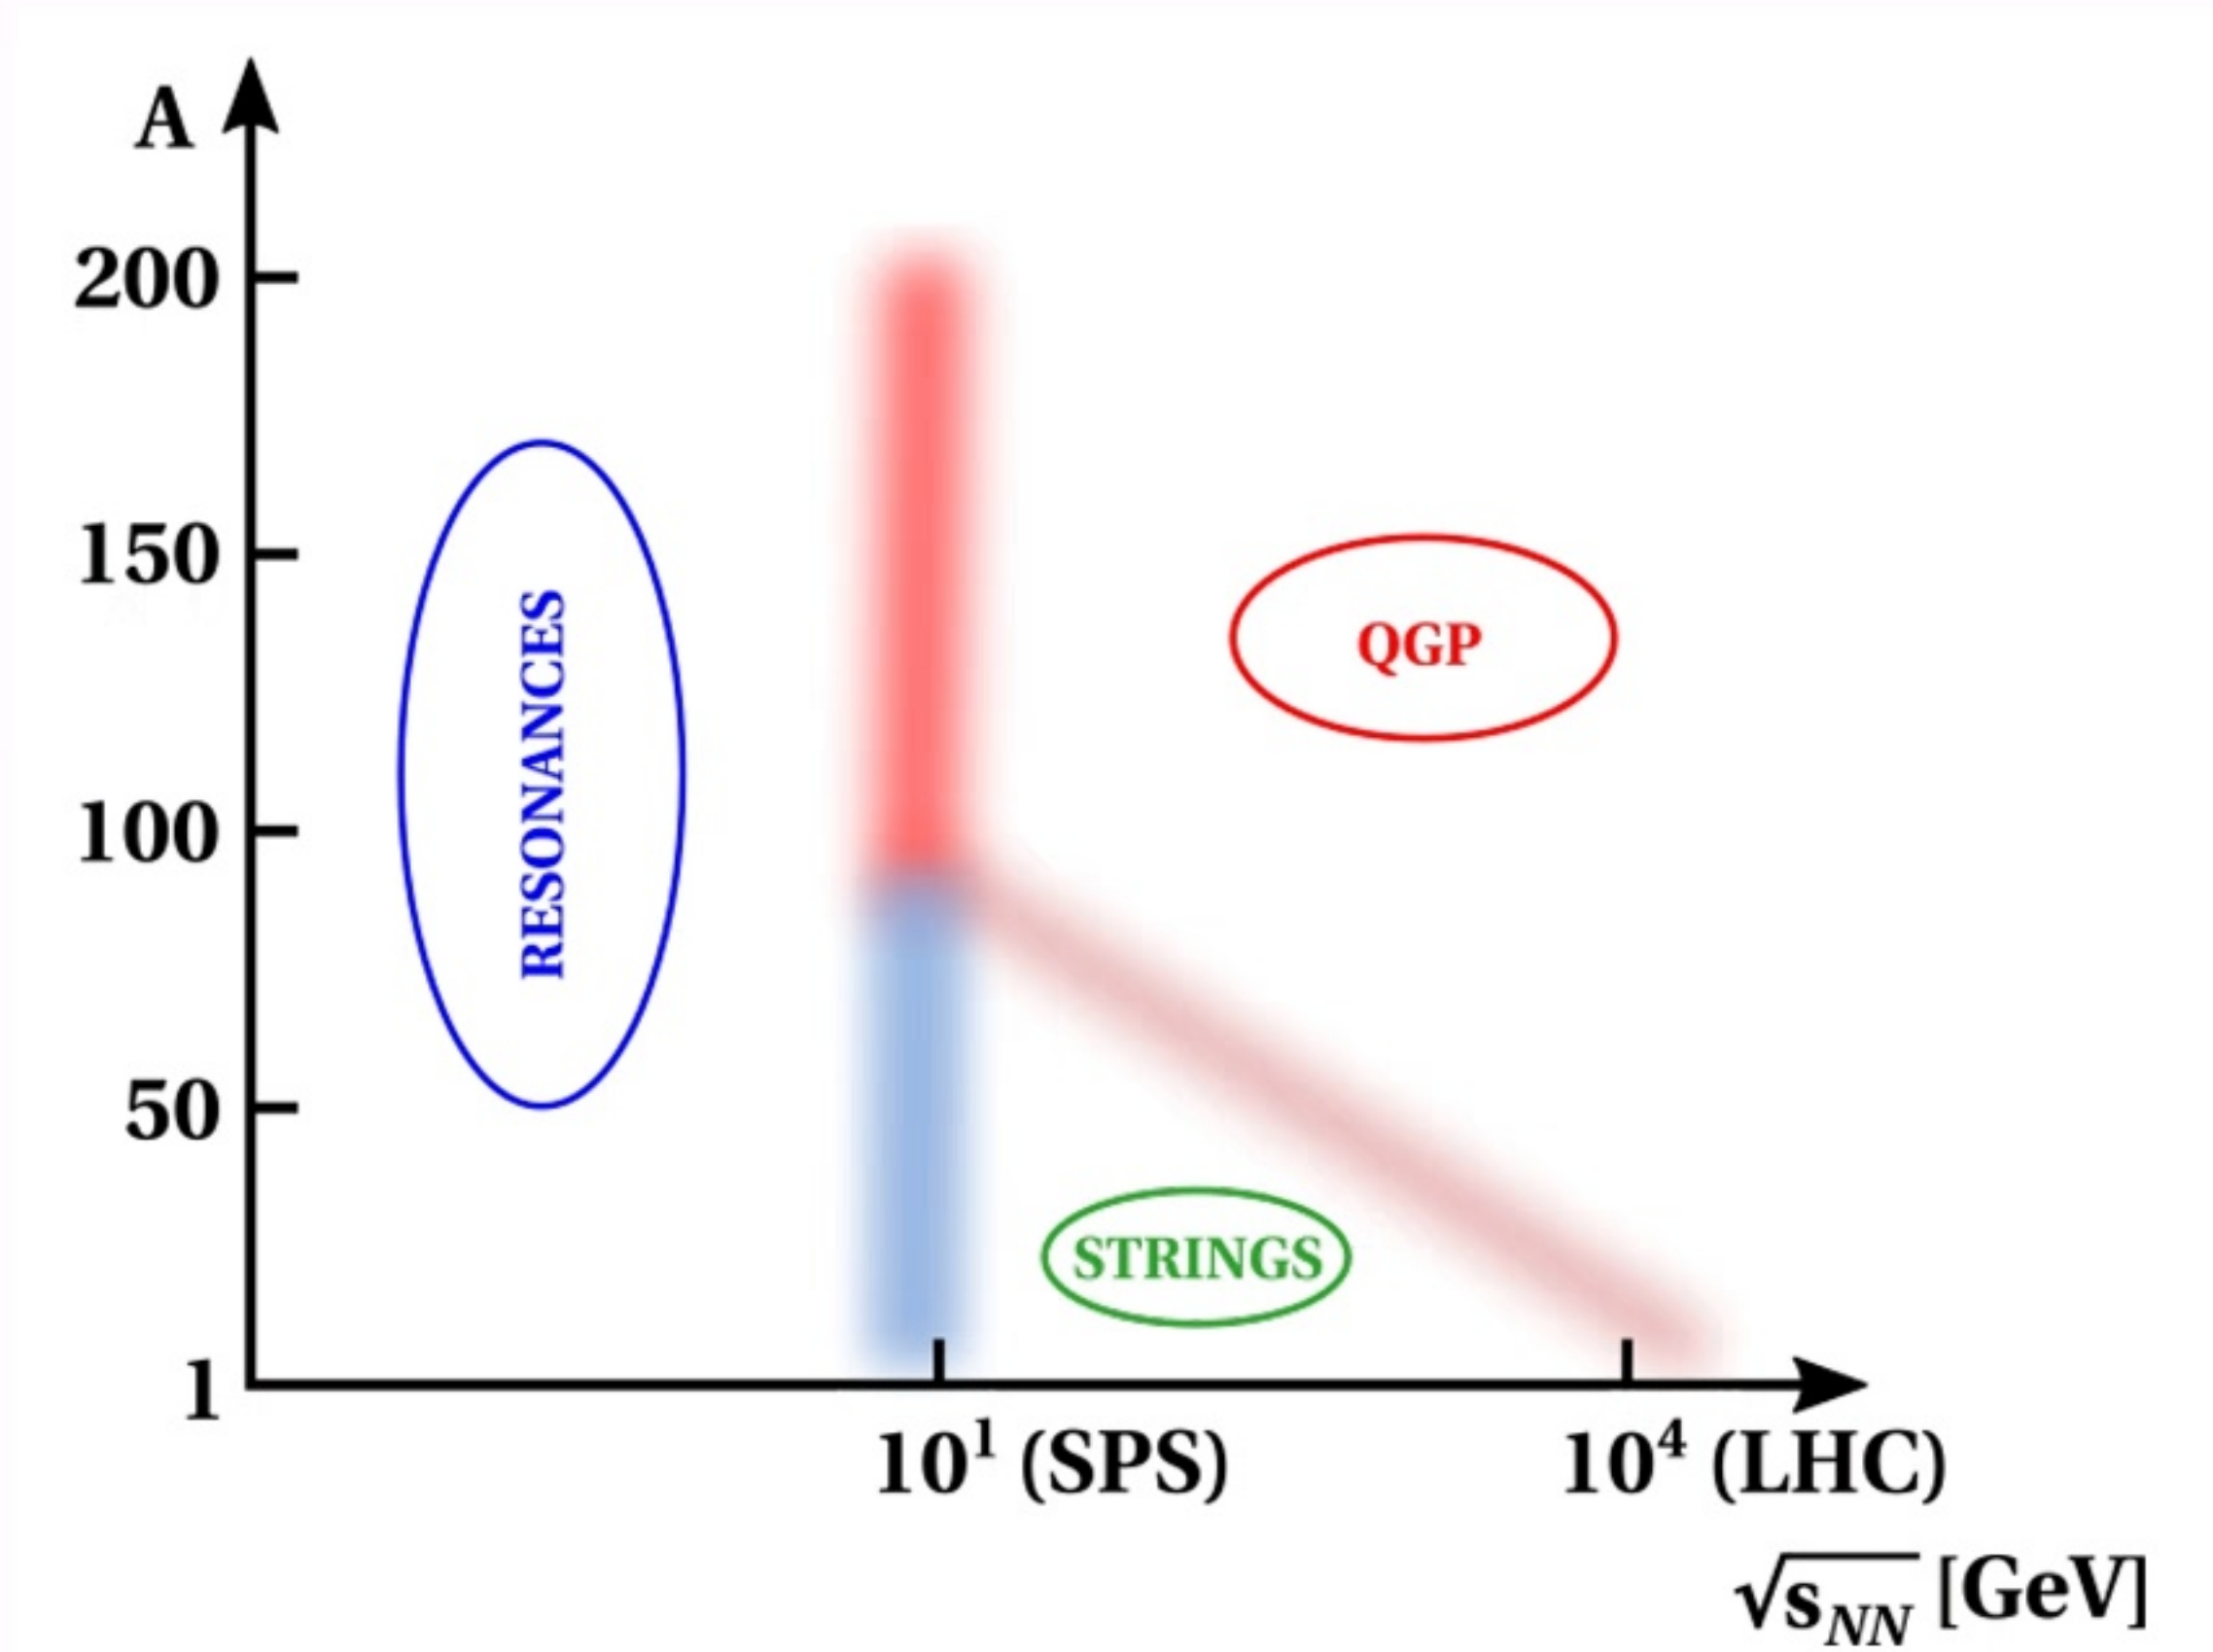 A
200
150
100
50
1
RESONANCES
QGP
STRINGS
10¹ (SPS)
10⁴ (LHC)
√s_NN [GeV]